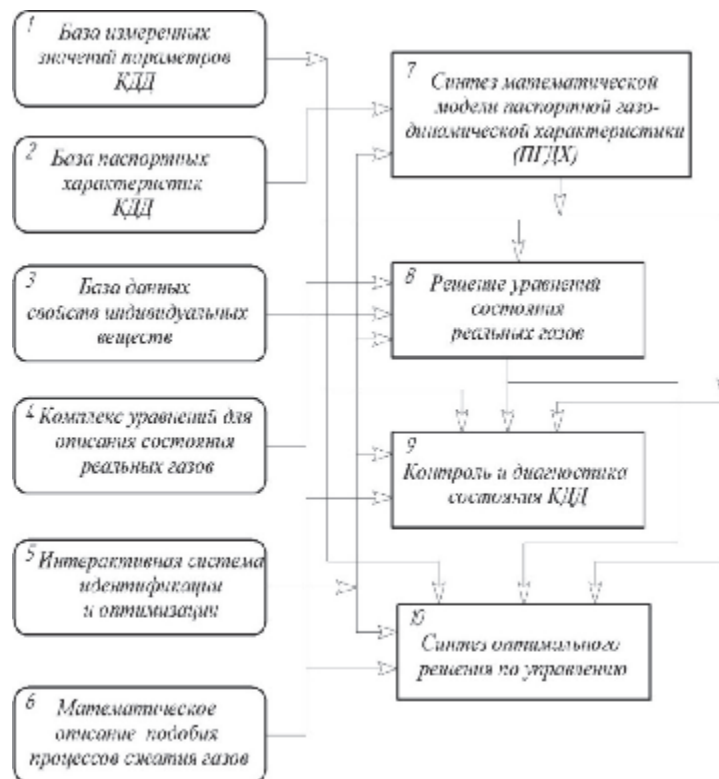 1
База измеренных
значений параметров
КДД
2
База паспортных
характеристик
КДД
3
База данных
свойств индивидуальных
веществ
4 Комплекс уравнений для
описания состояния
реальных газов
5 Интерактивная система
идентификации
и оптимизации
6 Математическое
описание подобия
процессов сжатия газов
7
Синтез математической
модели паспортной газо-
динамической характеристики
(ПГДХ)
8 Решение уравнений
состояния
реальных газов
9
Контроль и диагностика
состояния КДД
10
Синтез оптимального
решения по управлению